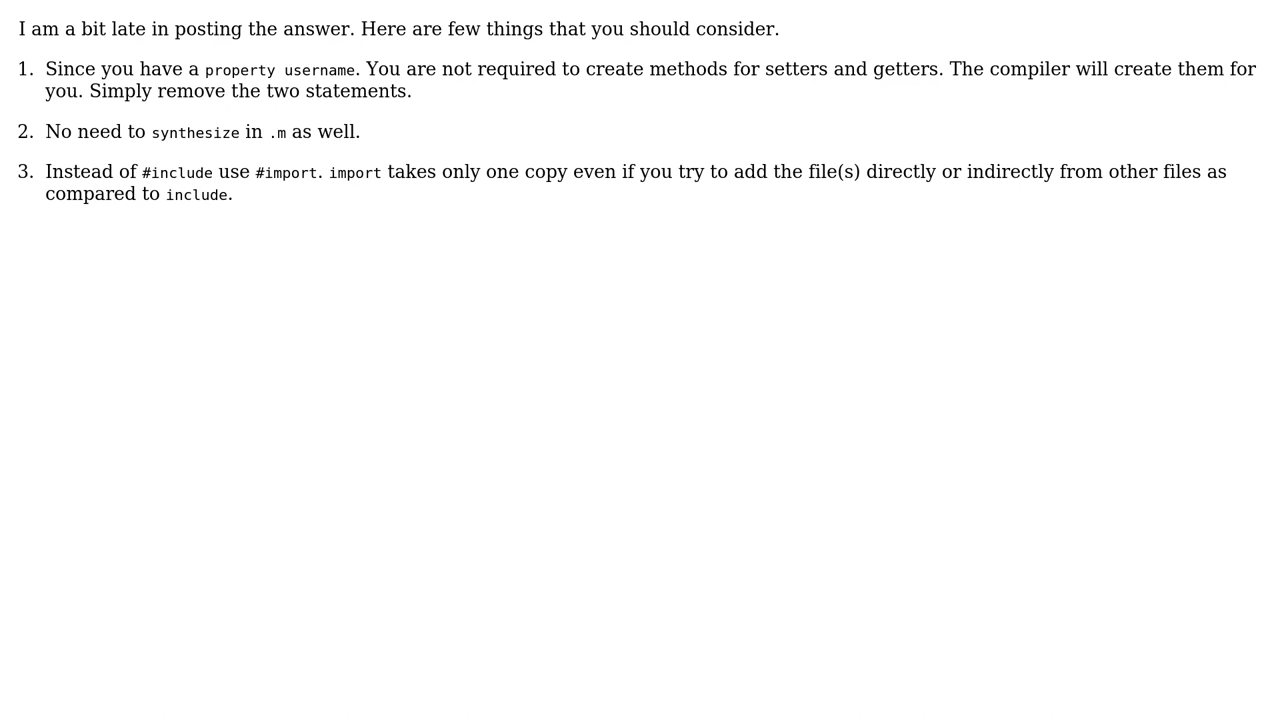 I am a bit late in posting the answer. Here are few things that you should consider.
1. Since you have a property username. You are not required to create methods for setters and getters. The compiler will create them for
you. Simply remove the two statements.
2. No need to synthesize in .m as well.
3. Instead of #include use #import. import takes only one copy even if you try to add the file(s) directly or indirectly from other files as
compared to include.